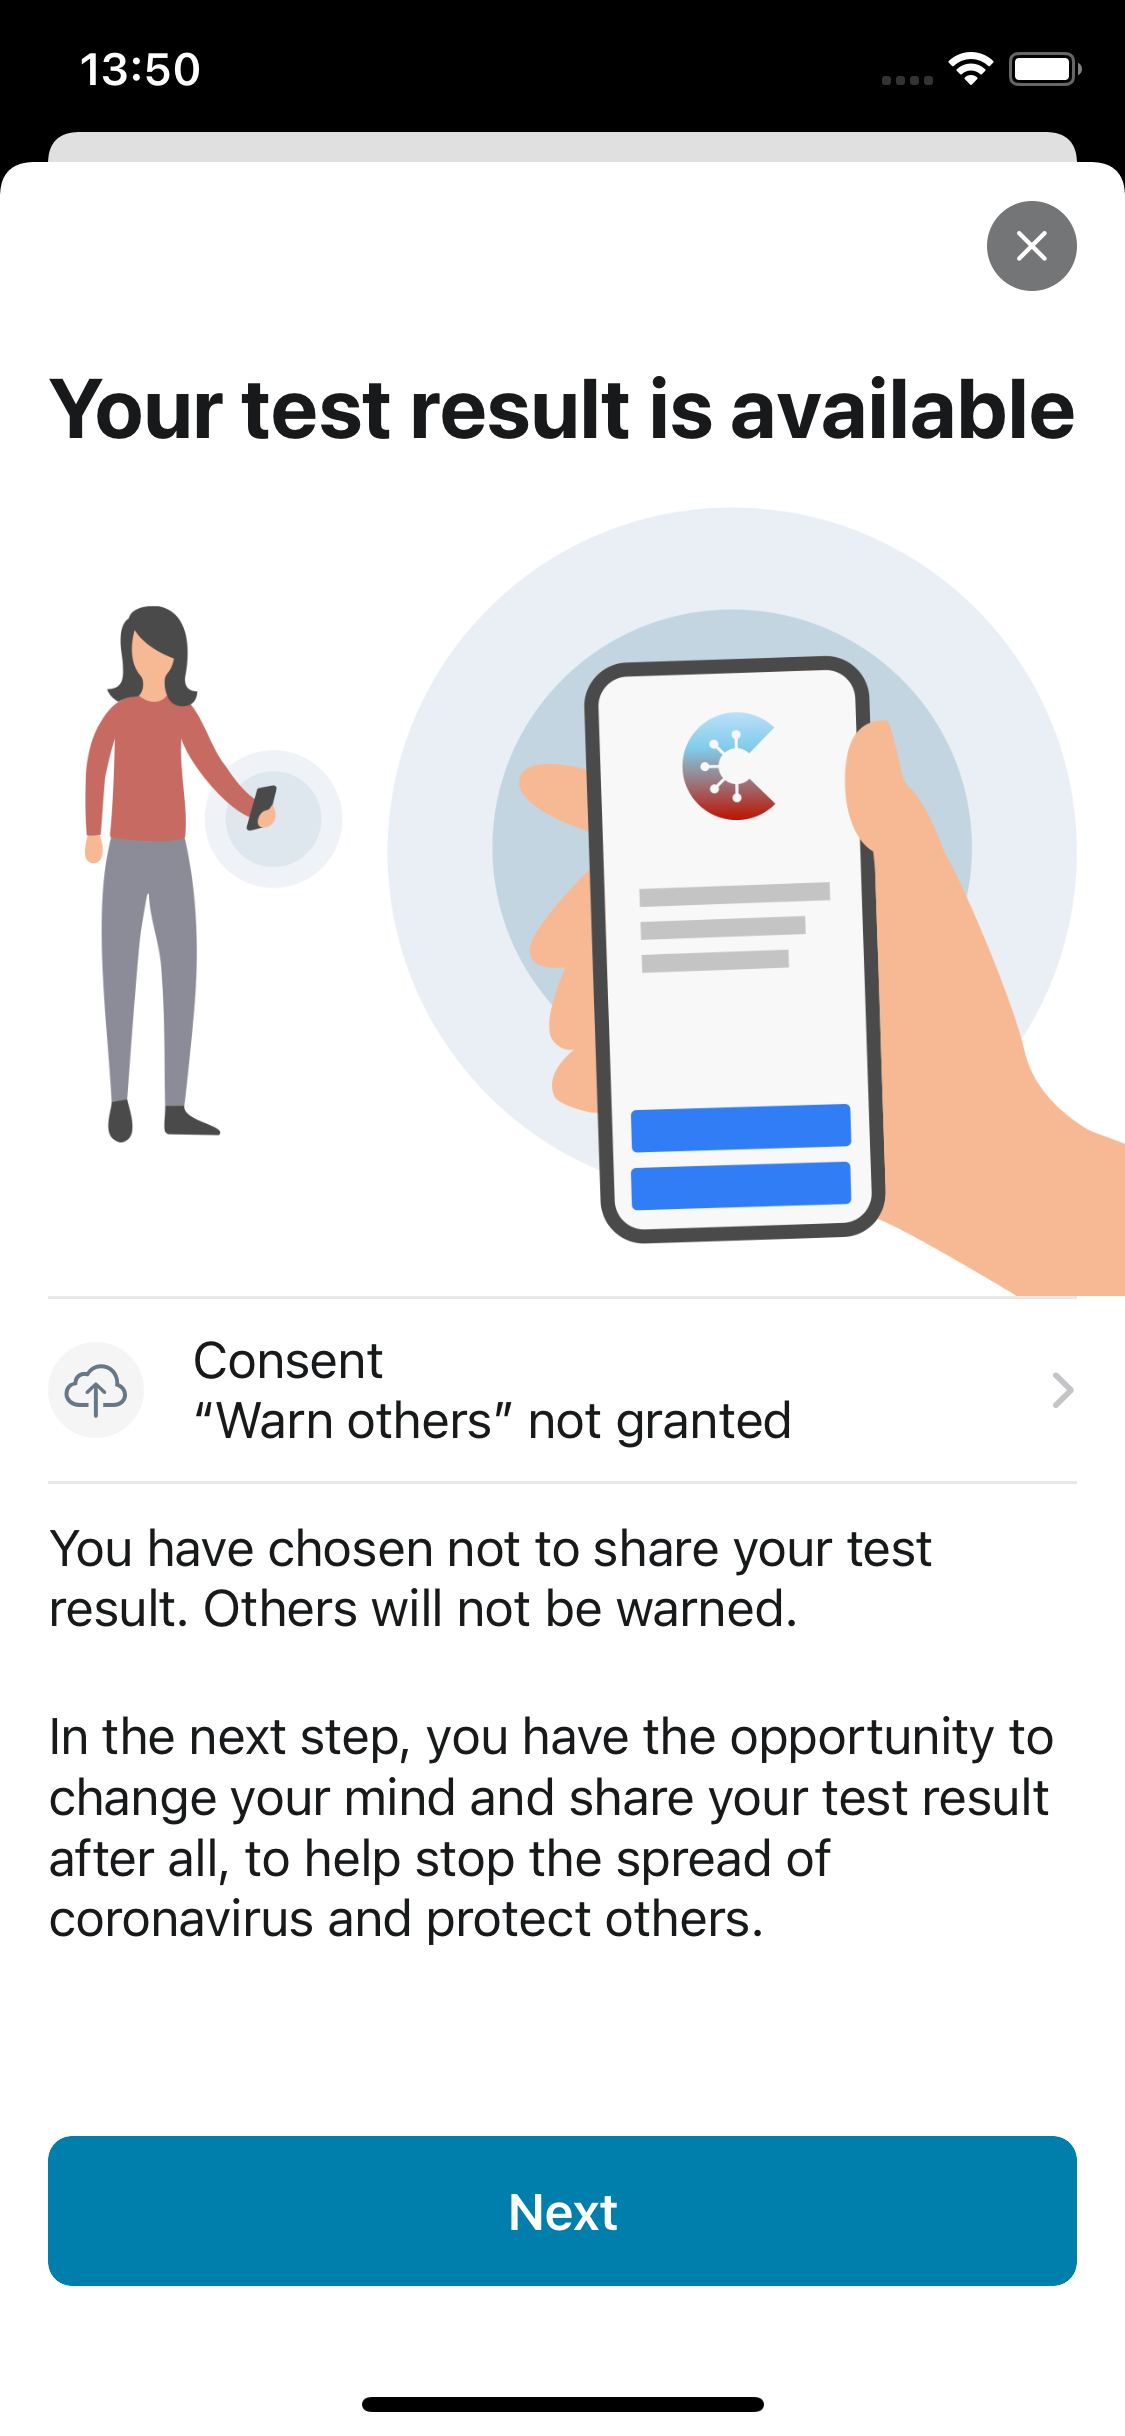 13:50
Your test result is available
Consent
“Warn others” not granted
You have chosen not to share your test
result. Others will not be warned.
In the next step, you have the opportunity to
change your mind and share your test result
after all, to help stop the spread of
coronavirus and protect others.
Next